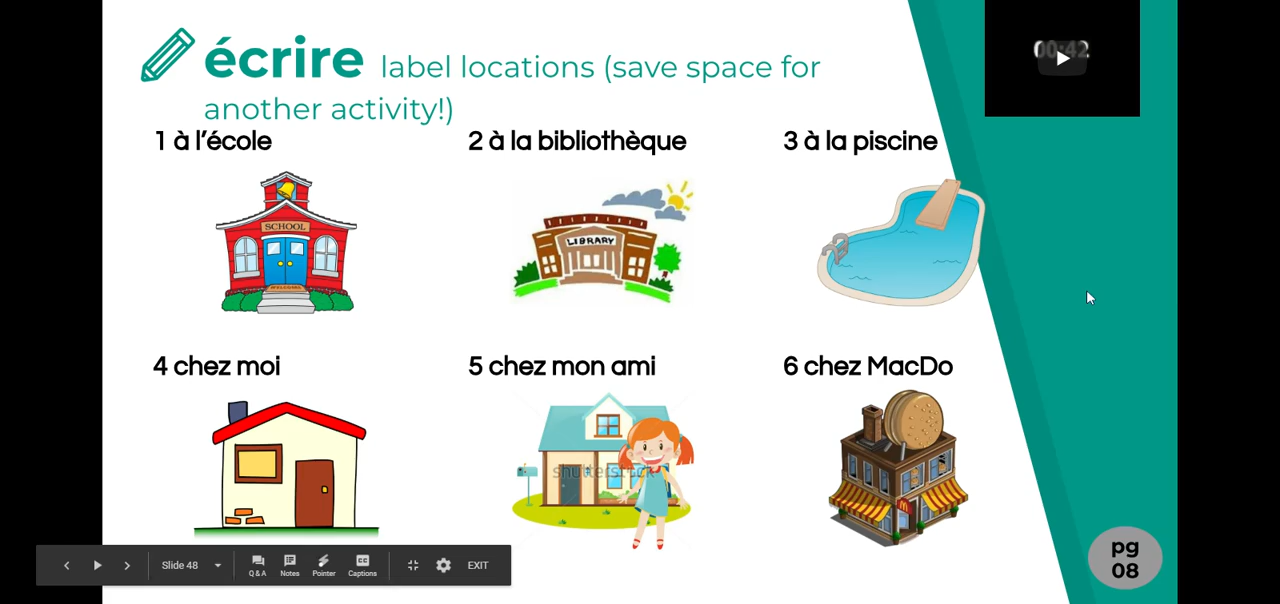 écrire label locations (save space for
another activity!)
00:42
1 à l'école
2 à la bibliothèque
3 à la piscine
SCHOOL
WELCOME
LIBRARY
4 chez moi
5 chez mon ami
6 chez MacDo
shutterstock
pg
08
Slide 48
Q & A
Notes
Pointer
Captions
EXIT